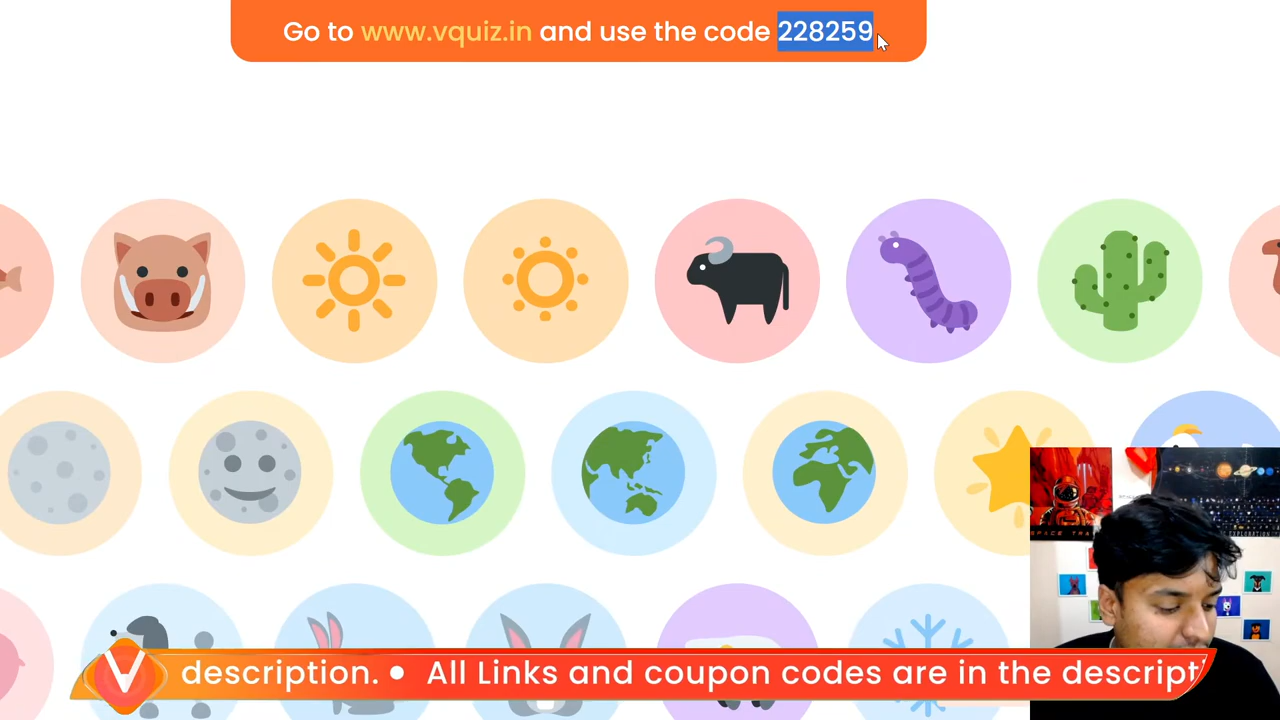 Go to www.vquiz.in and use the code 228259
description. • All Links and coupon codes are in the descript